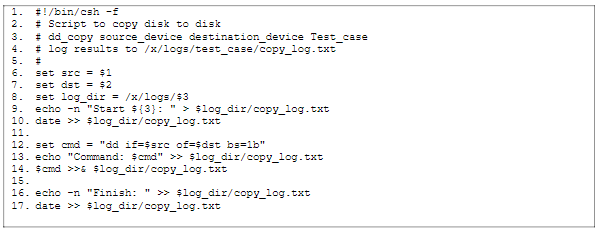 1. #!/bin/csh -f
2. # Script to copy disk to disk
3. # dd_copy source_device destination_device Test_case
4. # log results to /x/logs/test_case/copy_log.txt
5. #
6. set src = $1
7. set dst = $2
8. set log_dir = /x/logs/$3
9. echo -n "Start ${3}: " > $log_dir/copy_log.txt
10. date >> $log_dir/copy_log.txt
11.
12. set cmd = "dd if=$src of=$dst bs=1b"
13. echo "Command: $cmd" >> $log_dir/copy_log.txt
14. $cmd >>& $log_dir/copy_log.txt
15.
16. echo -n "Finish: " >> $log_dir/copy_log.txt
17. date >> $log_dir/copy_log.txt